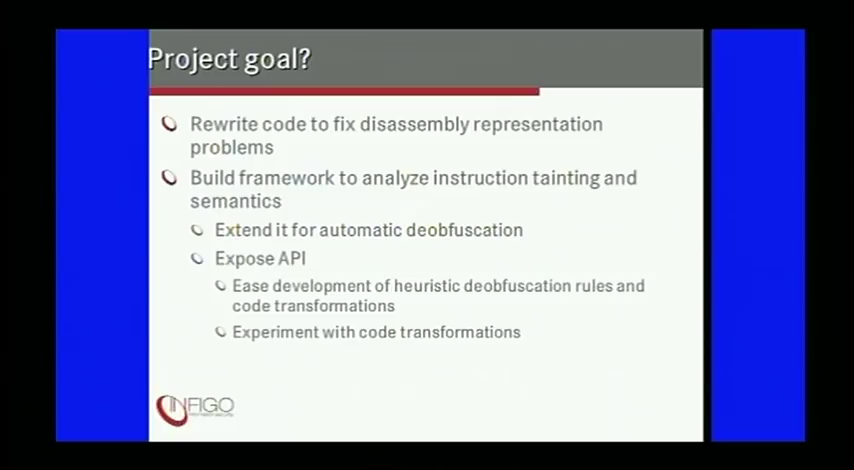 Project goal?
Rewrite code to fix disassembly representation
problems
Build framework to analyze instruction tainting and
semantics
Extend it for automatic deobfuscation
Expose API
Ease development of heuristic deobfuscation rules and
code transformations
Experiment with code transformations
INFIGO